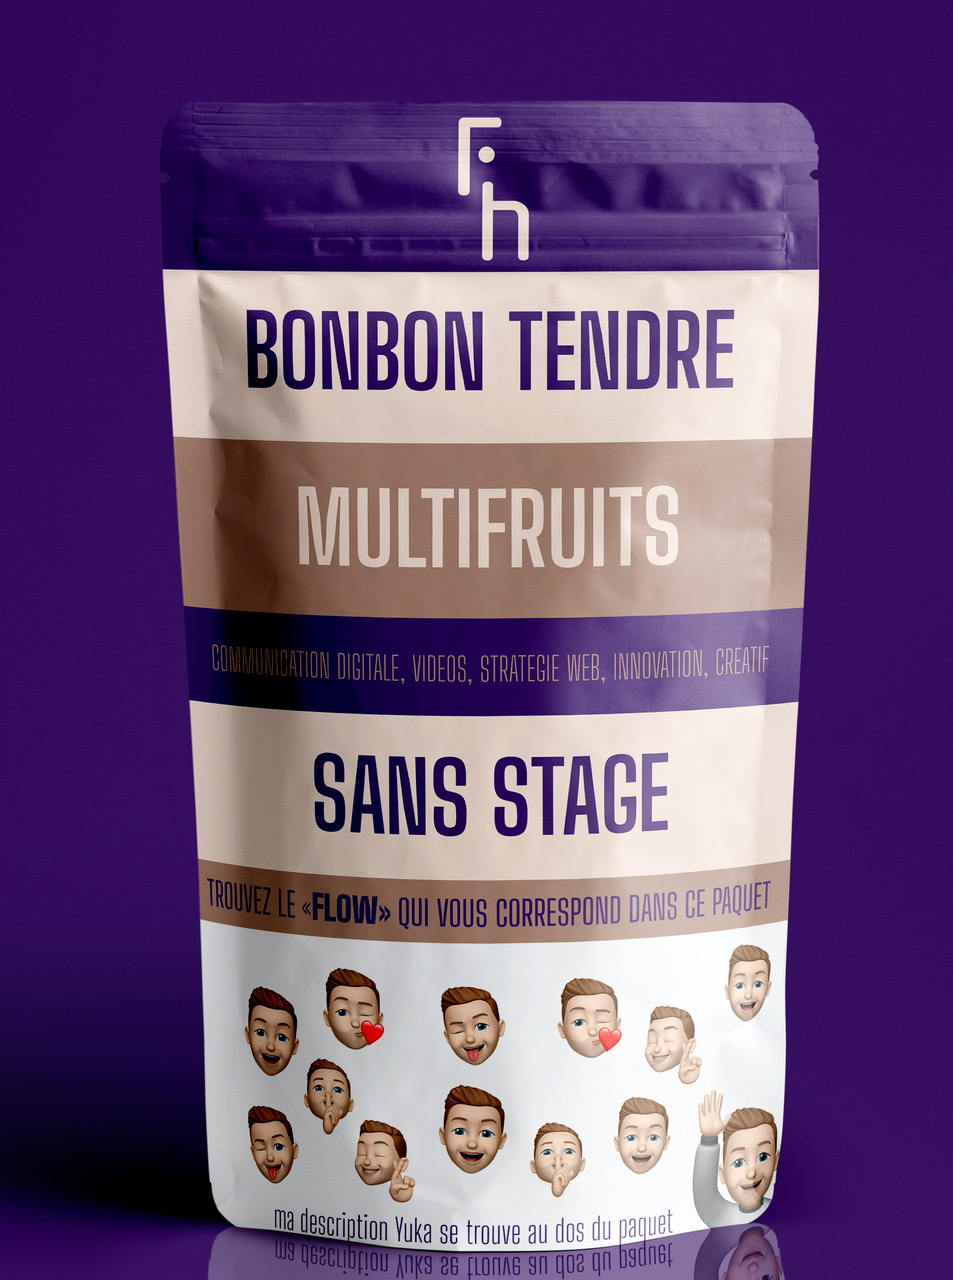 Fh
BONBON TENDRE
MULTIFRUITS
COMMUNICATION DIGITALE, VIDEOS, STRATEGIE WEB, INNOVATION, CREATIF
SANS STAGE
TROUVEZ LE «FLOW» QUI VOUS CORRESPOND DANS CE PAQUET
ma description Yuka se trouve au dos du paquet